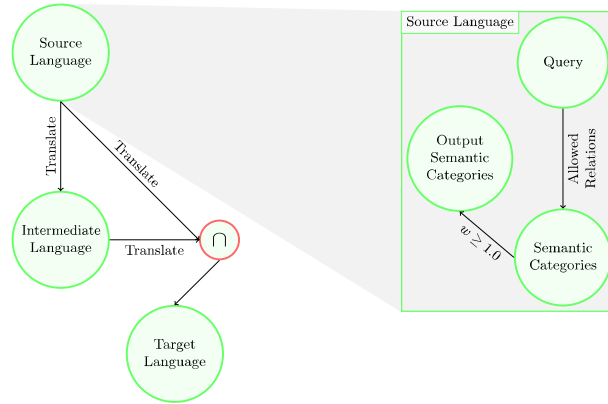 Source
Language
Translate
Translate
Intermediate
Language
Translate
⋂
Target
Language
Source Language
Query
Allowed
Relations
Output
Semantic
Categories
w ≥ 1.0
Semantic
Categories